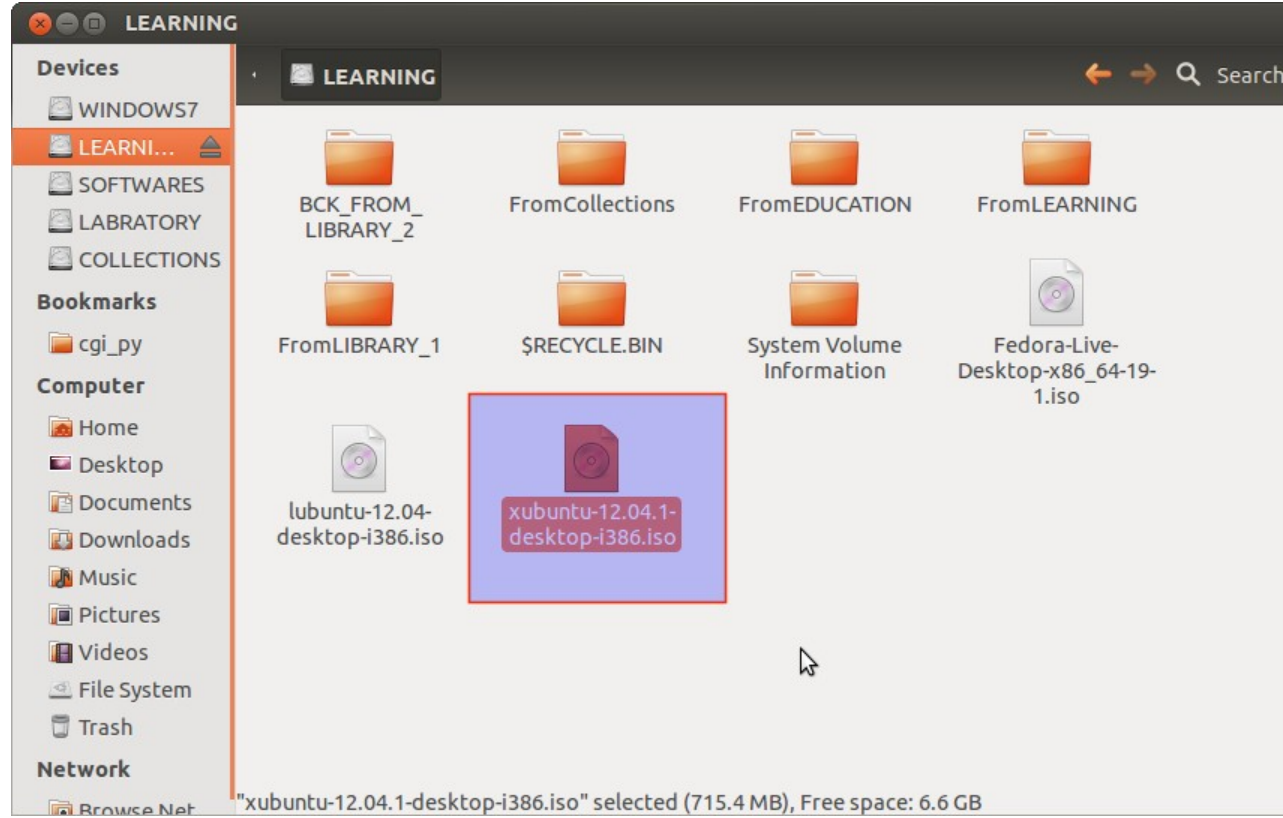 LEARNING
Devices
WINDOWS7
LEARNI...
SOFTWARES
LABRATORY
COLLECTIONS
Bookmarks
cgi_py
Computer
Home
Desktop
Documents
Downloads
Music
Pictures
Videos
File System
Trash
Network
Browse Net
LEARNING
Search
BCK_FROM_
LIBRARY_2
FromCollections
FromEDUCATION
FromLEARNING
FromLIBRARY_1
$RECYCLE.BIN
System Volume
Information
Fedora-Live-
Desktop-x86_64-19-
1.iso
lubuntu-12.04-
desktop-i386.iso
xubuntu-12.04.1-
desktop-i386.iso
"xubuntu-12.04.1-desktop-i386.iso" selected (715.4 MB), Free space: 6.6 GB